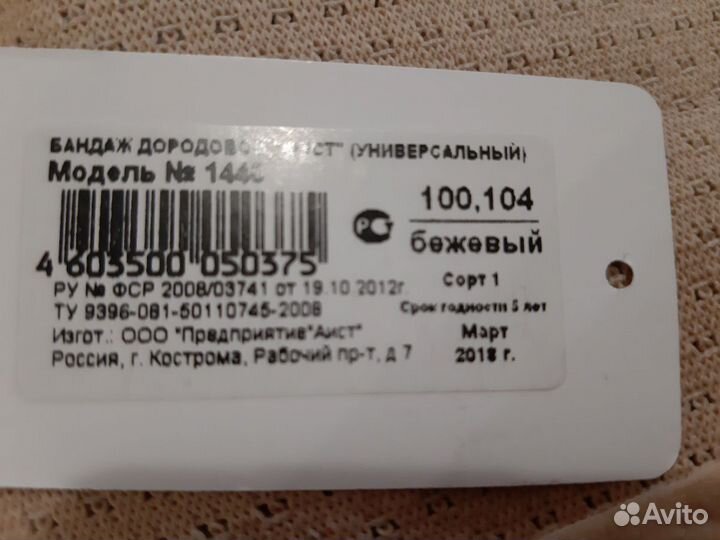 БАНДАЖ "АИСТ" (УНИВЕРСАЛЬНЫЙ)
Модель №
100,104
бежевый
4 603500 050375
РСТ
РУ № ФСР 2008/03741 от 19.10.2012г.
Сорт 1
ТУ 9396-081-50110745-2008
Срок годности 5 лет
Изгот.: ООО "Предприятие"Аист"
Март
Россия, г. Кострома, Рабочий пр-т, д 7
2018 г.
Avito